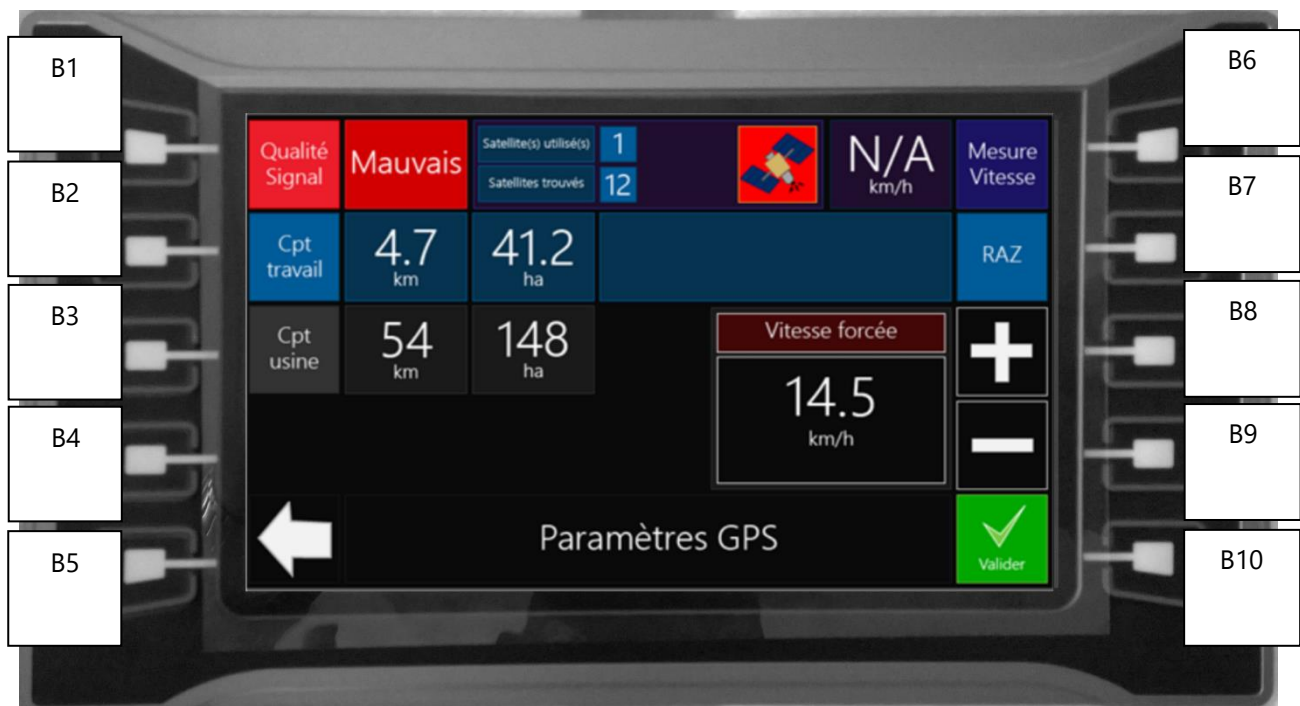 B1
B2
B3
B4
B5
B6
B7
B8
B9
B10
Qualité
Signal
Mauvais
Satellite(s) utilisé(s) 1
Satellites trouvés 12
N/A
km/h
Mesure
Vitesse
Cpt
travail
4.7
km
41.2
ha
RAZ
Cpt
usine
54
km
148
ha
Vitesse forcée
14.5
km/h
Paramètres GPS
Valider